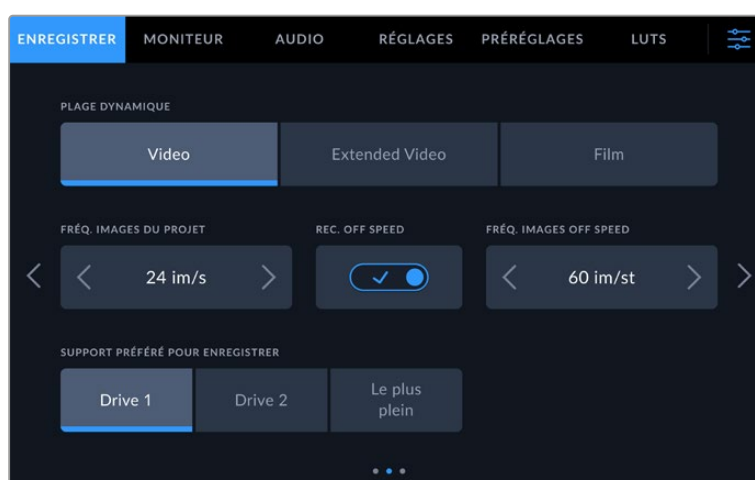 ENREGISTRER MONITEUR AUDIO RÉGLAGES PRÉRÉGLAGES LUTS
PLAGE DYNAMIQUE
Video Extended Video Film
FRÉQ. IMAGES DU PROJET REC. OFF SPEED FRÉQ. IMAGES OFF SPEED
24 im/s 60 im/st
SUPPORT PRÉFÉRÉ POUR ENREGISTRER
Drive 1 Drive 2 Le plus
plein